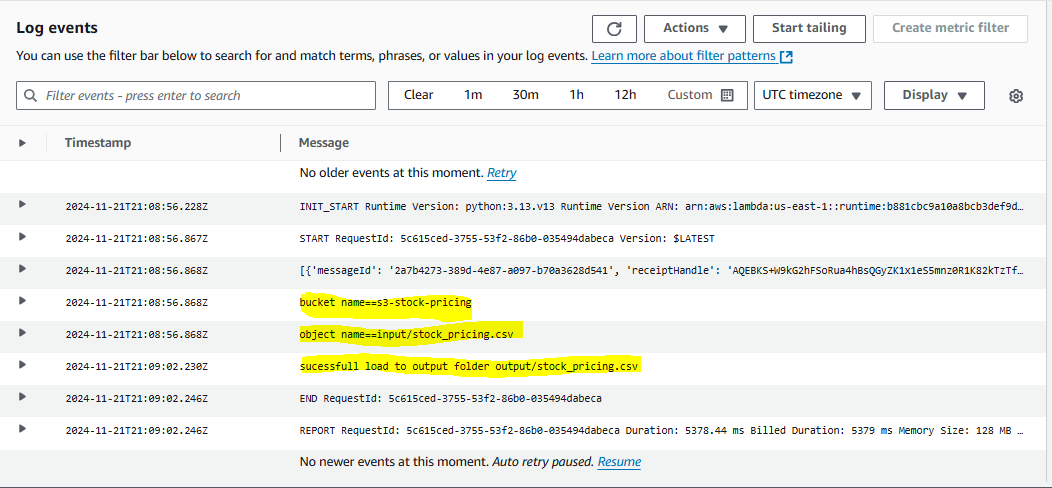 Log events
Actions
Start tailing
Create metric filter
You can use the filter bar below to search for and match terms, phrases, or values in your log events. Learn more about filter patterns
Filter events - press enter to search
Clear 1m 30m 1h 12h Custom
UTC timezone
Display
Timestamp Message
No older events at this moment. Retry
2024-11-21T21:08:56.228Z INIT_START Runtime Version: python:3.13.v13 Runtime Version ARN: arn:aws:lambda:us-east-1::runtime:b881cbc9a10a8bcb3def9d…
2024-11-21T21:08:56.867Z START RequestId: 5c615ced-3755-53f2-86b0-035494dabeca Version: $LATEST
2024-11-21T21:08:56.868Z [{'messageId': '2a7b4273-389d-4e87-a097-b70a3628d541', 'receiptHandle': 'AQEBKS+W9kG2hFSoRua4hBsQGyZK1x1eS5mnz0R1K82kTzTf…
2024-11-21T21:08:56.868Z bucket name==s3-stock-pricing
2024-11-21T21:08:56.868Z object name==input/stock_pricing.csv
2024-11-21T21:09:02.230Z sucessfull load to output folder output/stock_pricing.csv
2024-11-21T21:09:02.246Z END RequestId: 5c615ced-3755-53f2-86b0-035494dabeca
2024-11-21T21:09:02.246Z REPORT RequestId: 5c615ced-3755-53f2-86b0-035494dabeca Duration: 5378.44 ms Billed Duration: 5379 ms Memory Size: 128 MB …
No newer events at this moment. Auto retry paused. Resume